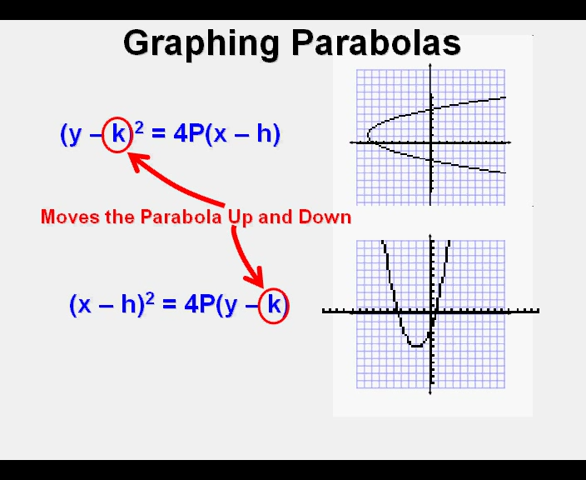 Graphing Parabolas
(y – k)² = 4P(x – h)
Moves the Parabola Up and Down
(x – h)² = 4P(y – k)